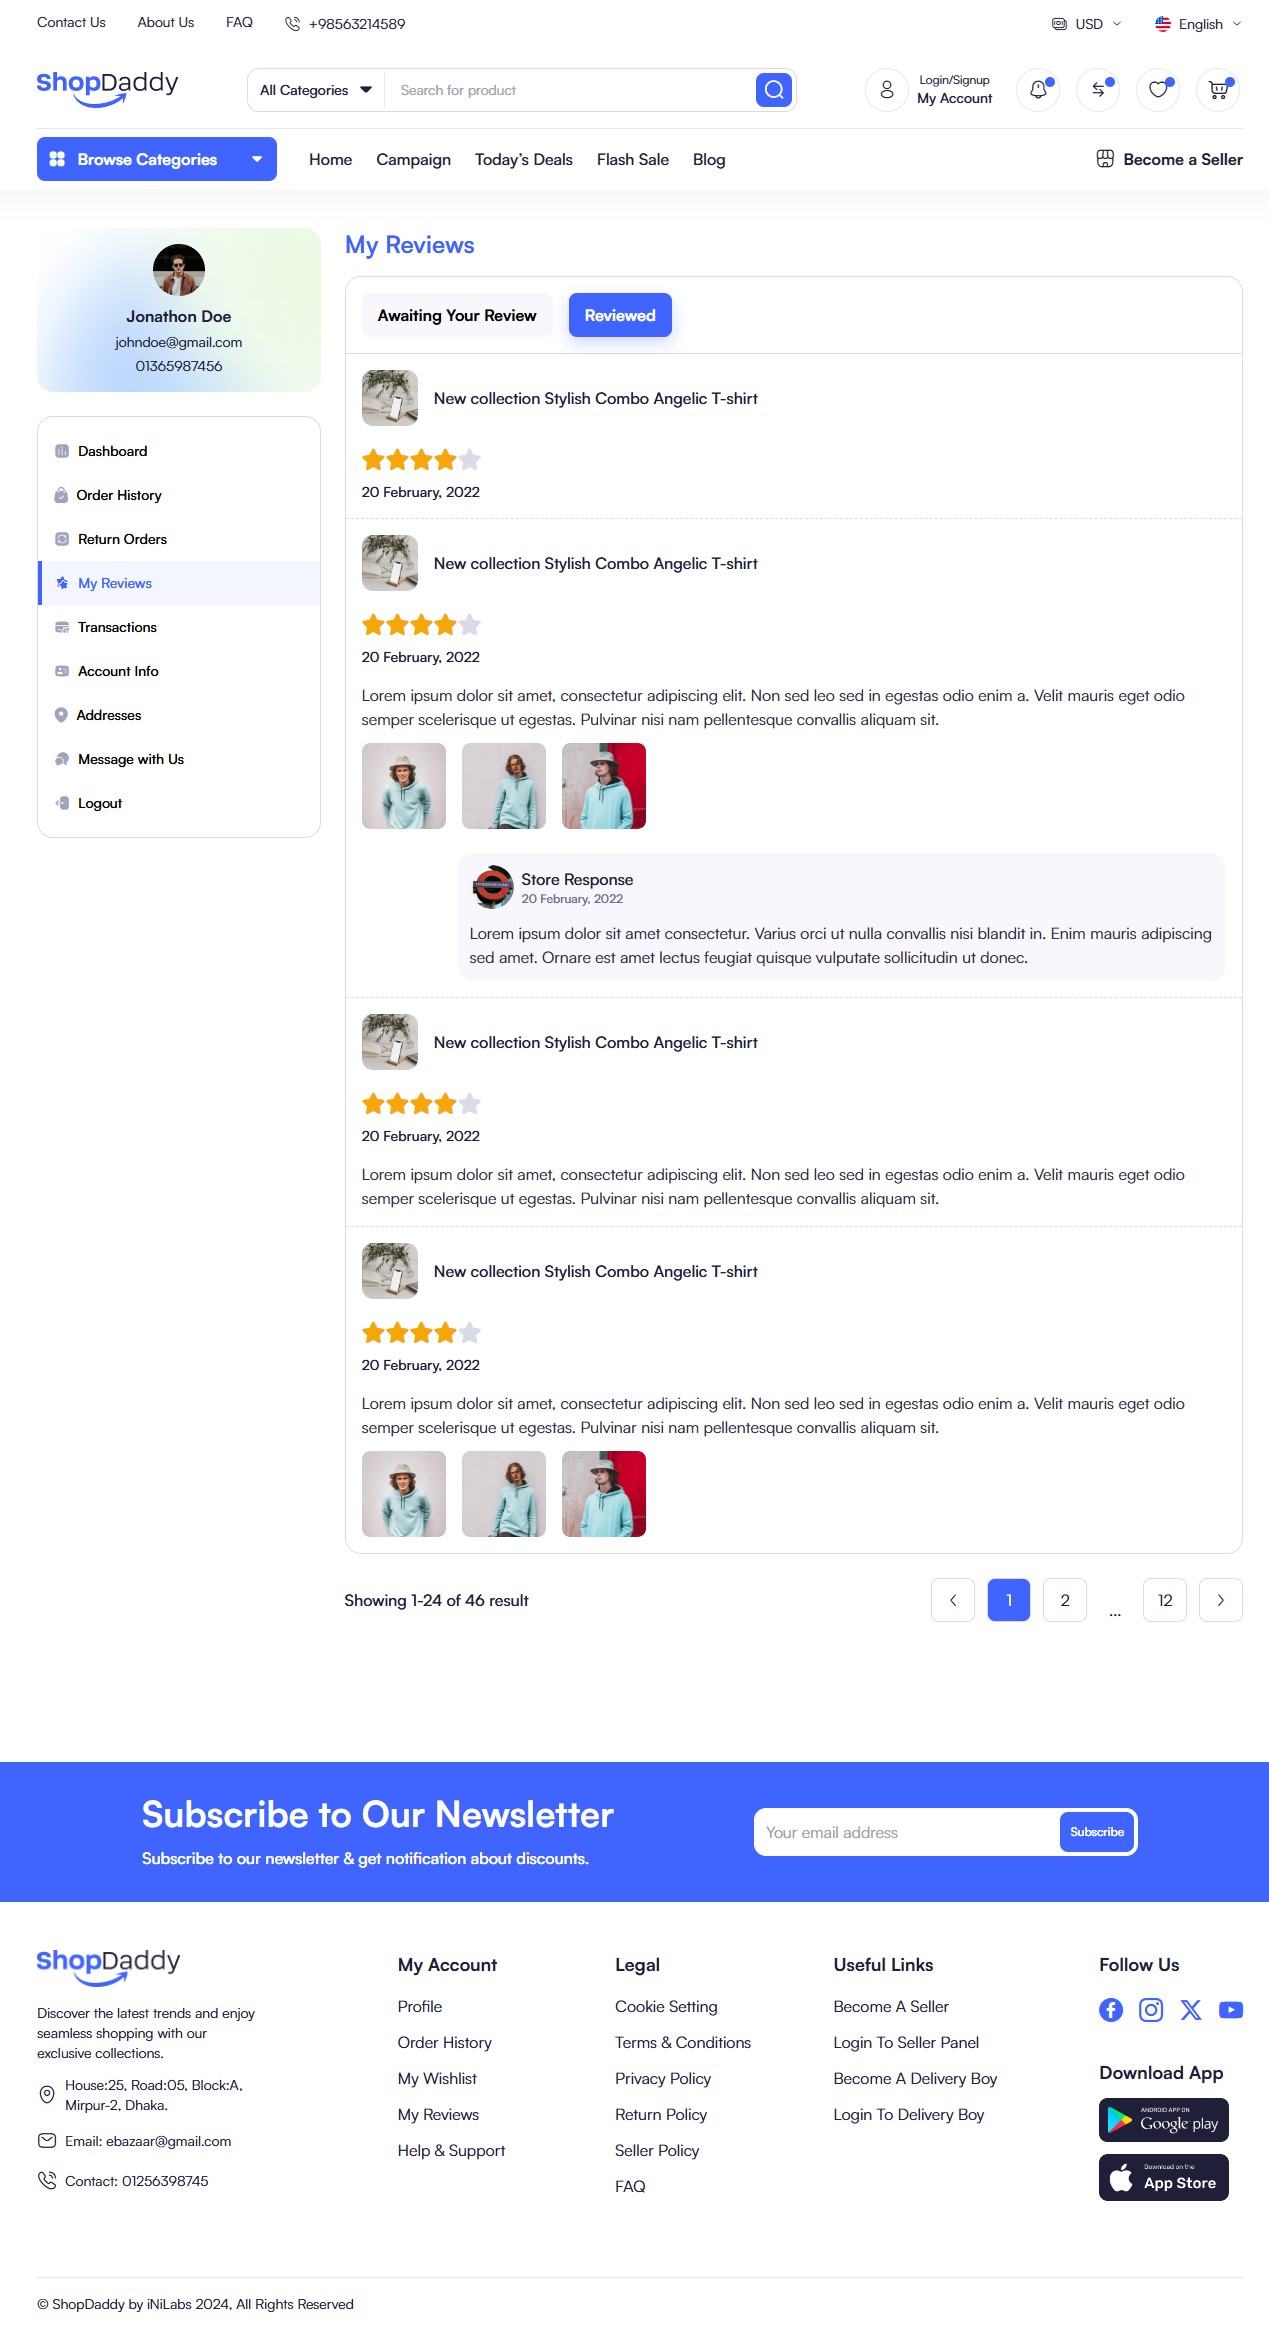 Contact Us
About Us
FAQ
+98563214589
USD
English
ShopDaddy
All Categories
Search for product
Login/Signup
My Account
Browse Categories
Home
Campaign
Today's Deals
Flash Sale
Blog
Become a Seller
Jonathon Doe
johndoe@gmail.com
01365987456
Dashboard
Order History
Return Orders
My Reviews
Transactions
Account Info
Addresses
Message with Us
Logout
My Reviews
Awaiting Your Review
Reviewed
New collection Stylish Combo Angelic T-shirt
20 February, 2022
New collection Stylish Combo Angelic T-shirt
20 February, 2022
Lorem ipsum dolor sit amet, consectetur adipiscing elit. Non sed leo sed in egestas odio enim a. Velit mauris eget odio
semper scelerisque ut egestas. Pulvinar nisi nam pellentesque convallis aliquam sit.
UNDERGROUND
Store Response
20 February, 2022
Lorem ipsum dolor sit amet consectetur. Varius orci ut nulla convallis nisi blandit in. Enim mauris adipiscing
sed amet. Ornare est amet lectus feugiat quisque vulputate sollicitudin ut donec.
New collection Stylish Combo Angelic T-shirt
20 February, 2022
Lorem ipsum dolor sit amet, consectetur adipiscing elit. Non sed leo sed in egestas odio enim a. Velit mauris eget odio
semper scelerisque ut egestas. Pulvinar nisi nam pellentesque convallis aliquam sit.
New collection Stylish Combo Angelic T-shirt
20 February, 2022
Lorem ipsum dolor sit amet, consectetur adipiscing elit. Non sed leo sed in egestas odio enim a. Velit mauris eget odio
semper scelerisque ut egestas. Pulvinar nisi nam pellentesque convallis aliquam sit.
Showing 1-24 of 46 result
1
2
...
12
Subscribe to Our Newsletter
Subscribe to our newsletter & get notification about discounts.
Your email address
Subscribe
ShopDaddy
Discover the latest trends and enjoy
seamless shopping with our
exclusive collections.
House:25, Road:05, Block:A,
Mirpur-2, Dhaka.
Email: ebazaar@gmail.com
Contact: 01256398745
My Account
Profile
Order History
My Wishlist
My Reviews
Help & Support
Legal
Cookie Setting
Terms & Conditions
Privacy Policy
Return Policy
Seller Policy
FAQ
Useful Links
Become A Seller
Login To Seller Panel
Become A Delivery Boy
Login To Delivery Boy
Follow Us
Download App
ANDROID APP ON
Google play
Download on the
App Store
© ShopDaddy by iNiLabs 2024, All Rights Reserved